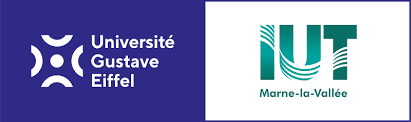 Université
Gustave
Eiffel
IUT
Marne-la-Vallée